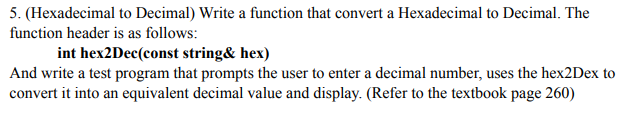 5. (Hexadecimal to Decimal) Write a function that convert a Hexadecimal to Decimal. The
function header is as follows:
int hex2Dec(const string& hex)
And write a test program that prompts the user to enter a decimal number, uses the hex2Dex to
convert it into an equivalent decimal value and display. (Refer to the textbook page 260)